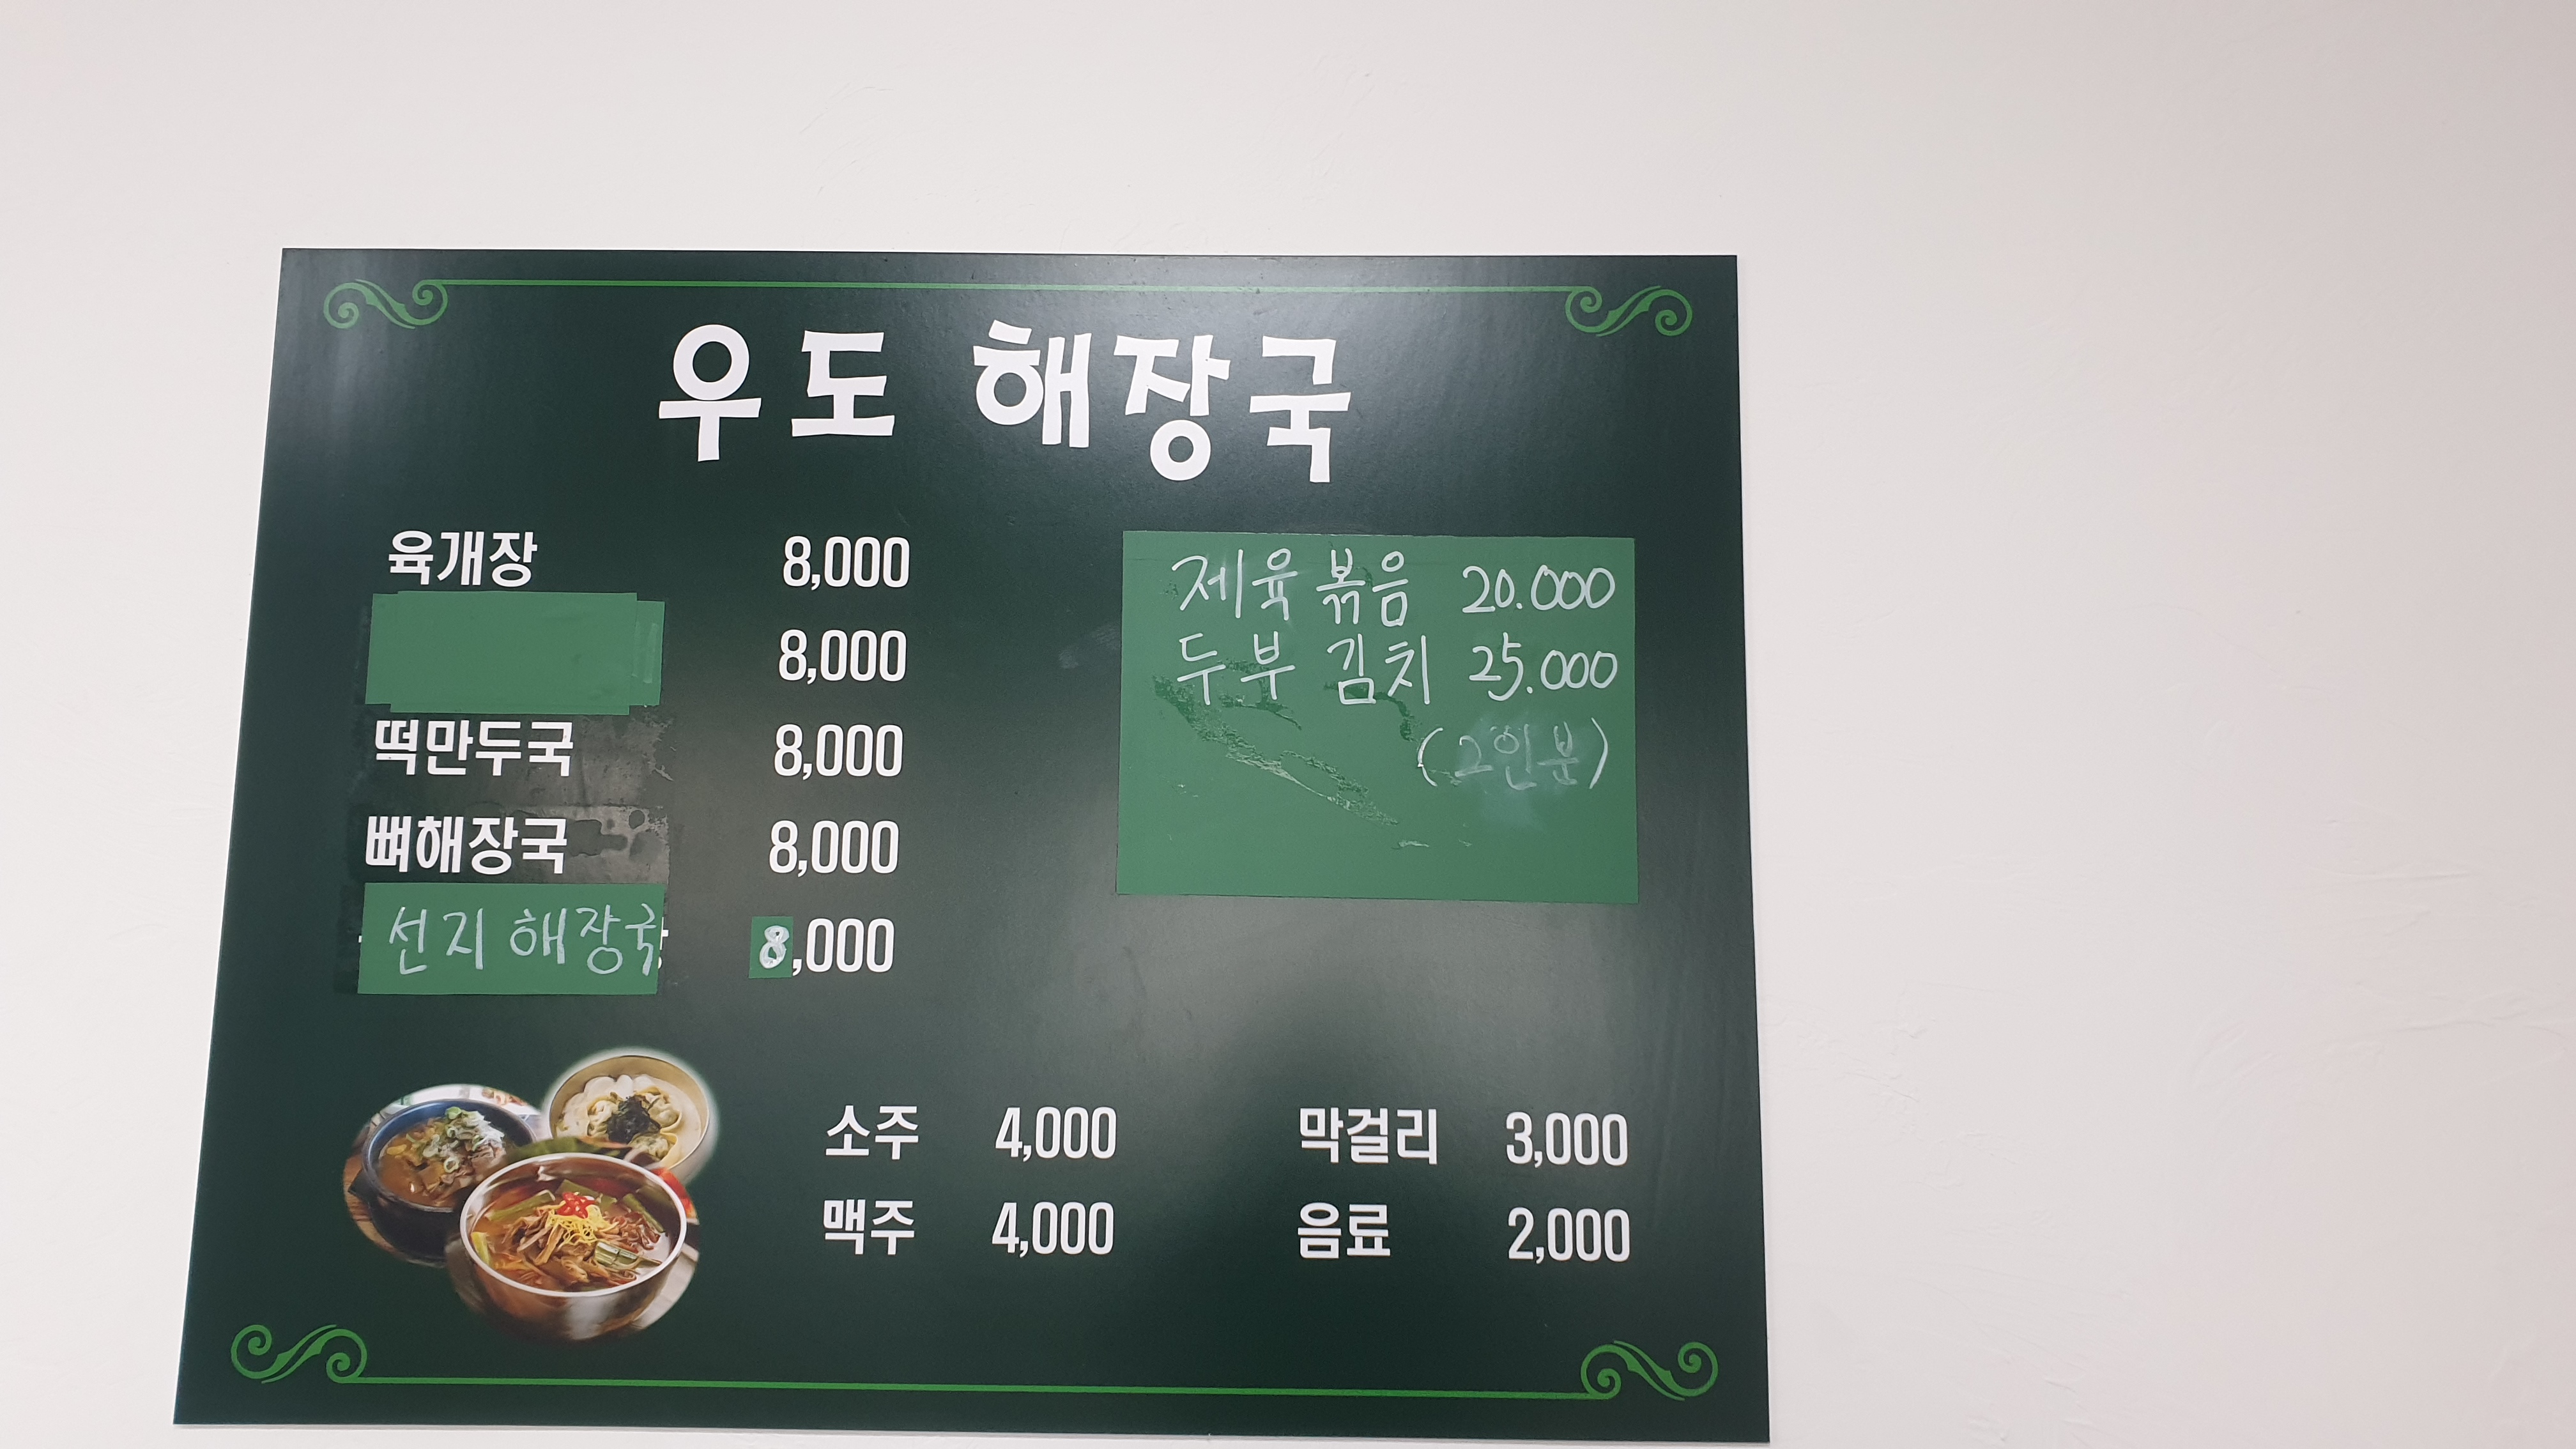 우도 해장국
육개장 8,000
8,000
떡만두국 8,000
뼈해장국 8,000
선지 해장국 8,000
제육볶음 20.000
두부 김치 25.000
(2인분)
소주 4,000
맥주 4,000
막걸리 3,000
음료 2,000